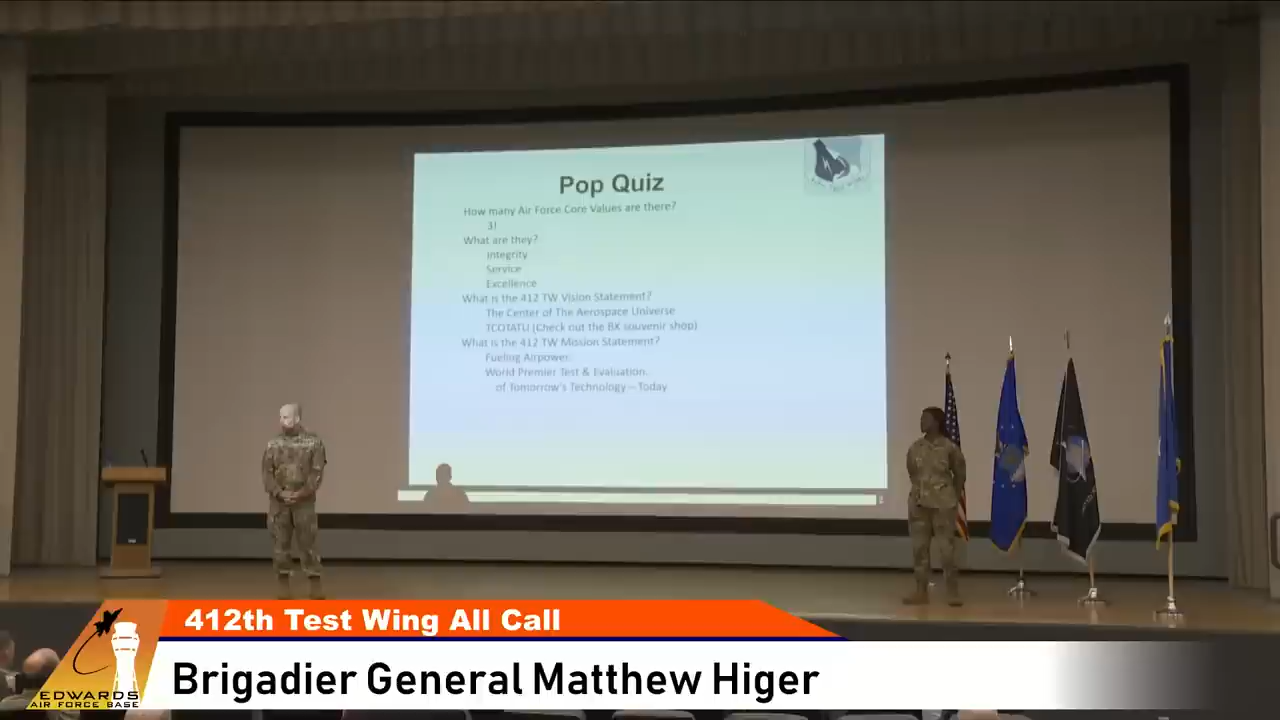 Pop Quiz
How many Air Force Core Values are there?
3!
What are they?
Integrity
Service
Excellence
What is the 412 TW Vision Statement?
The Center of The Aerospace Universe
TCOTATU (Check out the BX souvenir shop)
What is the 412 TW Mission Statement?
Fueling Airpower.
World Premier Test & Evaluation.
of Tomorrow's Technology – Today
412th Test Wing All Call
Brigadier General Matthew Higer
EDWARDS
AIR FORCE BASE